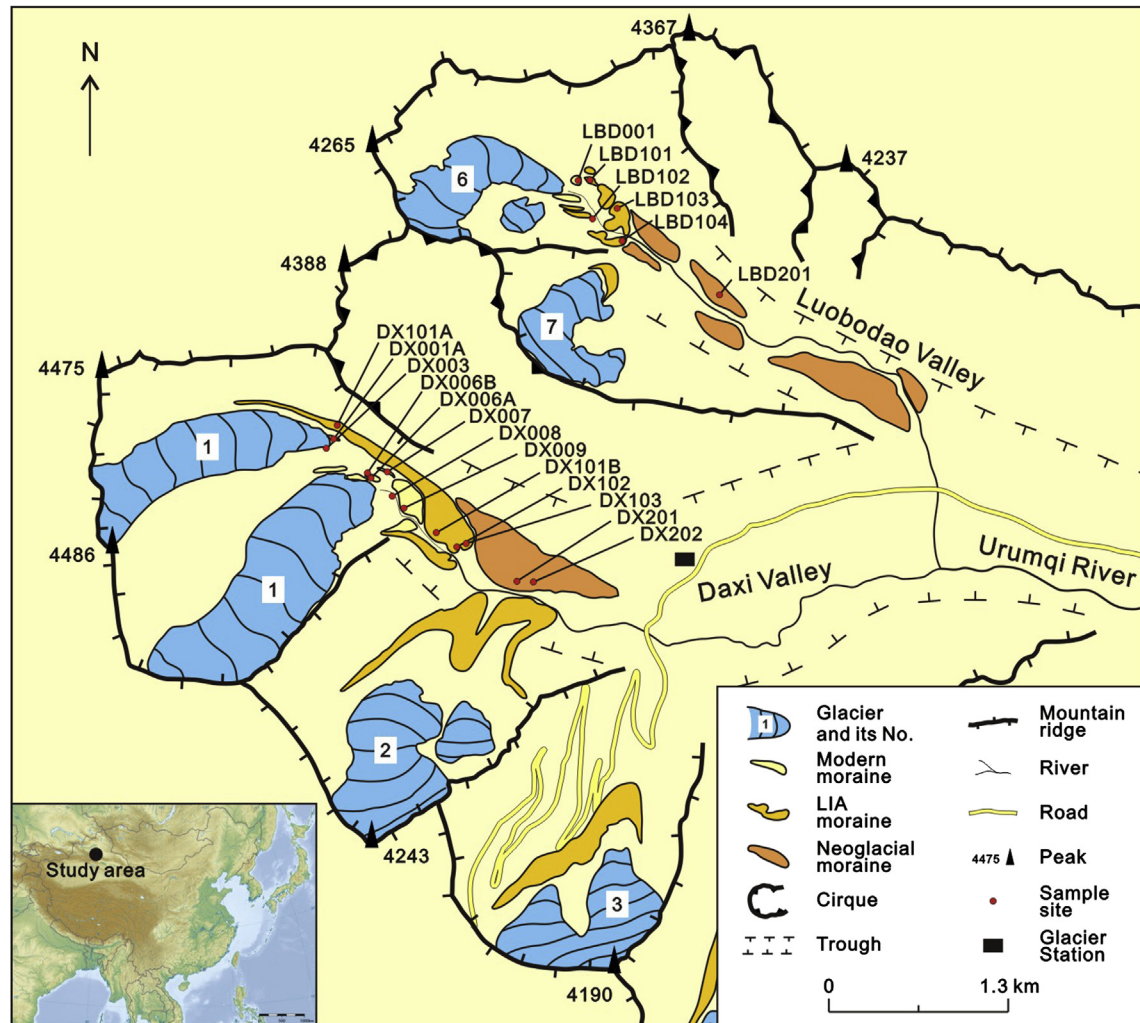 4367
N
LBD001
4265
LBD101
4237
6
LBD102
LBD103
LBD104
4388
LBD201
Luobodao Valley
7
DX101A
4475
DX001A
DX003
DX006B
DX006A
DX007
1
DX008
DX009
DX101B
DX102
DX103
DX201
DX202
4486
1
Daxi Valley
Urumqi River
2
4243
3
4190
Study area
1
Glacier
and its No.
Modern
moraine
LIA
moraine
Neoglacial
moraine
Cirque
Trough
Mountain
ridge
River
Road
4475
Peak
Sample
site
Glacier
Station
0 1.3 km